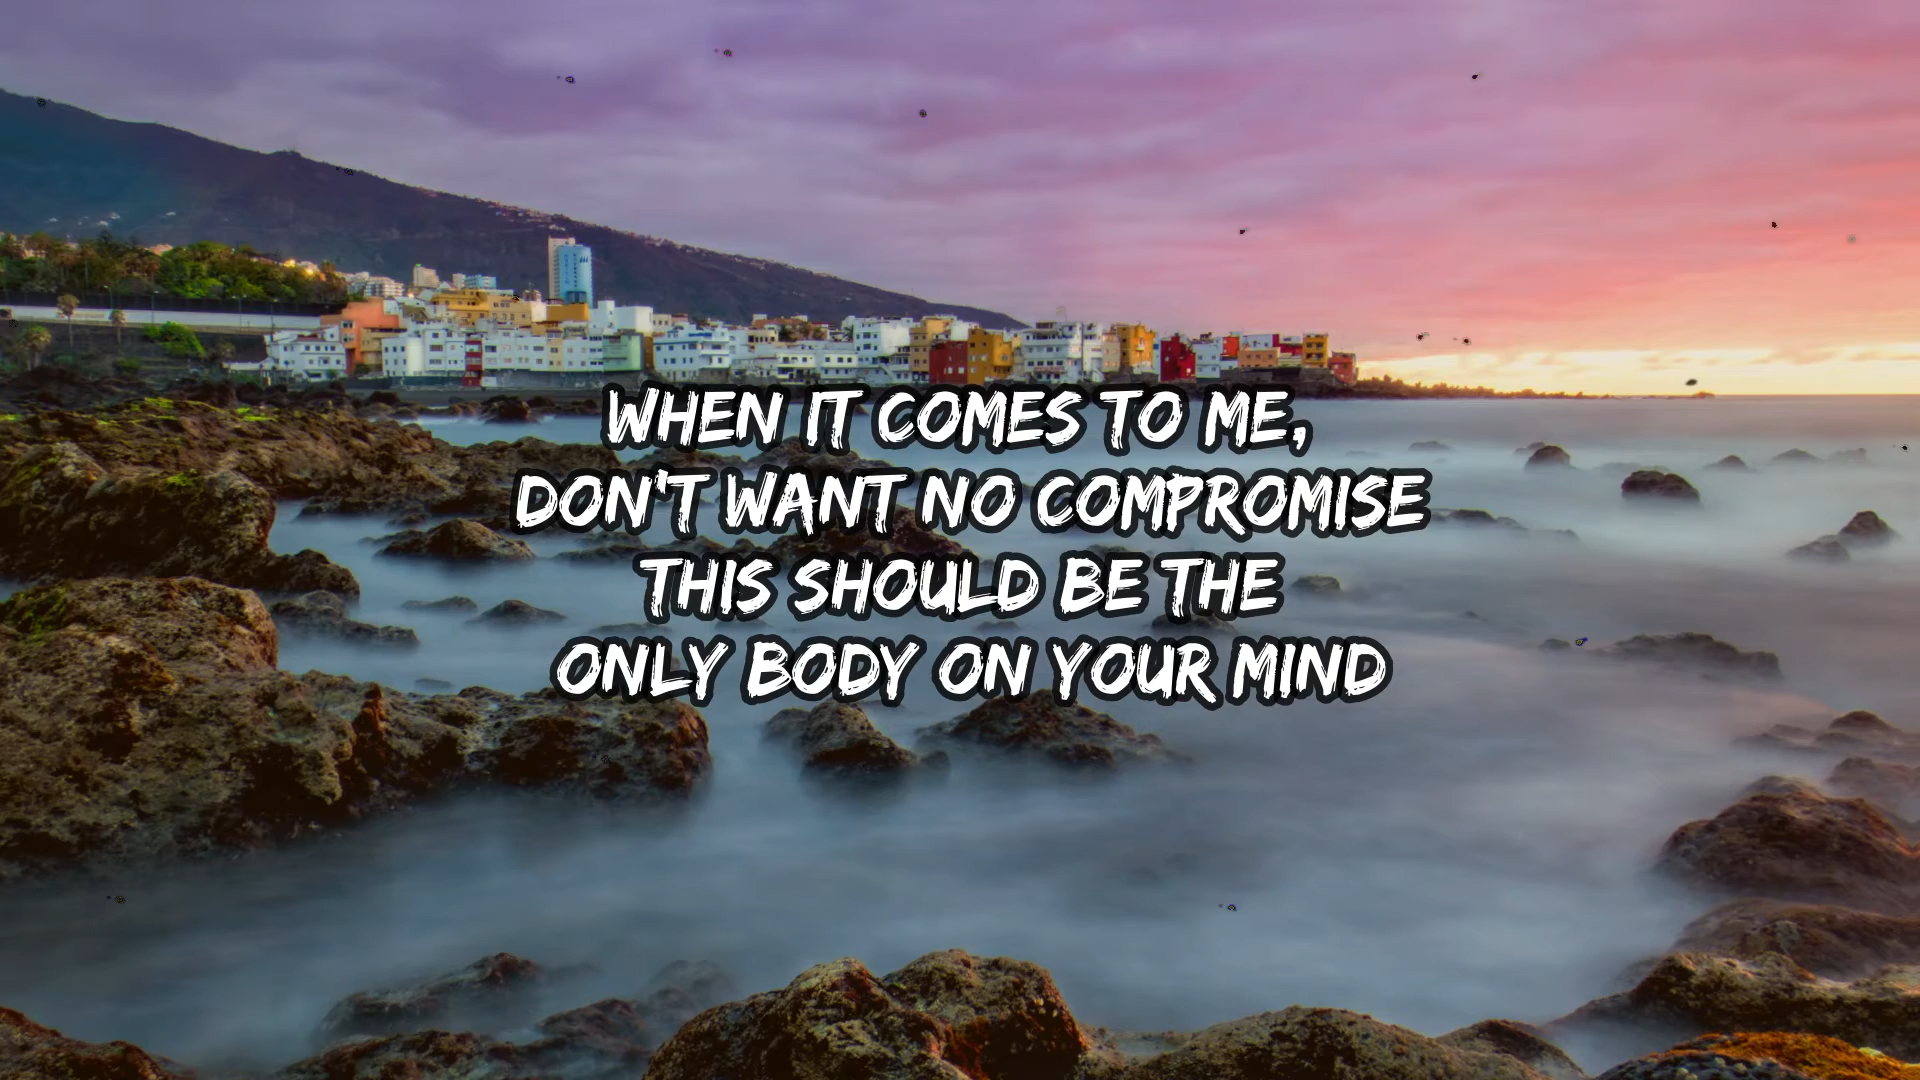 WHEN IT COMES TO ME,
DON'T WANT NO COMPROMISE
THIS SHOULD BE THE
ONLY BODY ON YOUR MIND